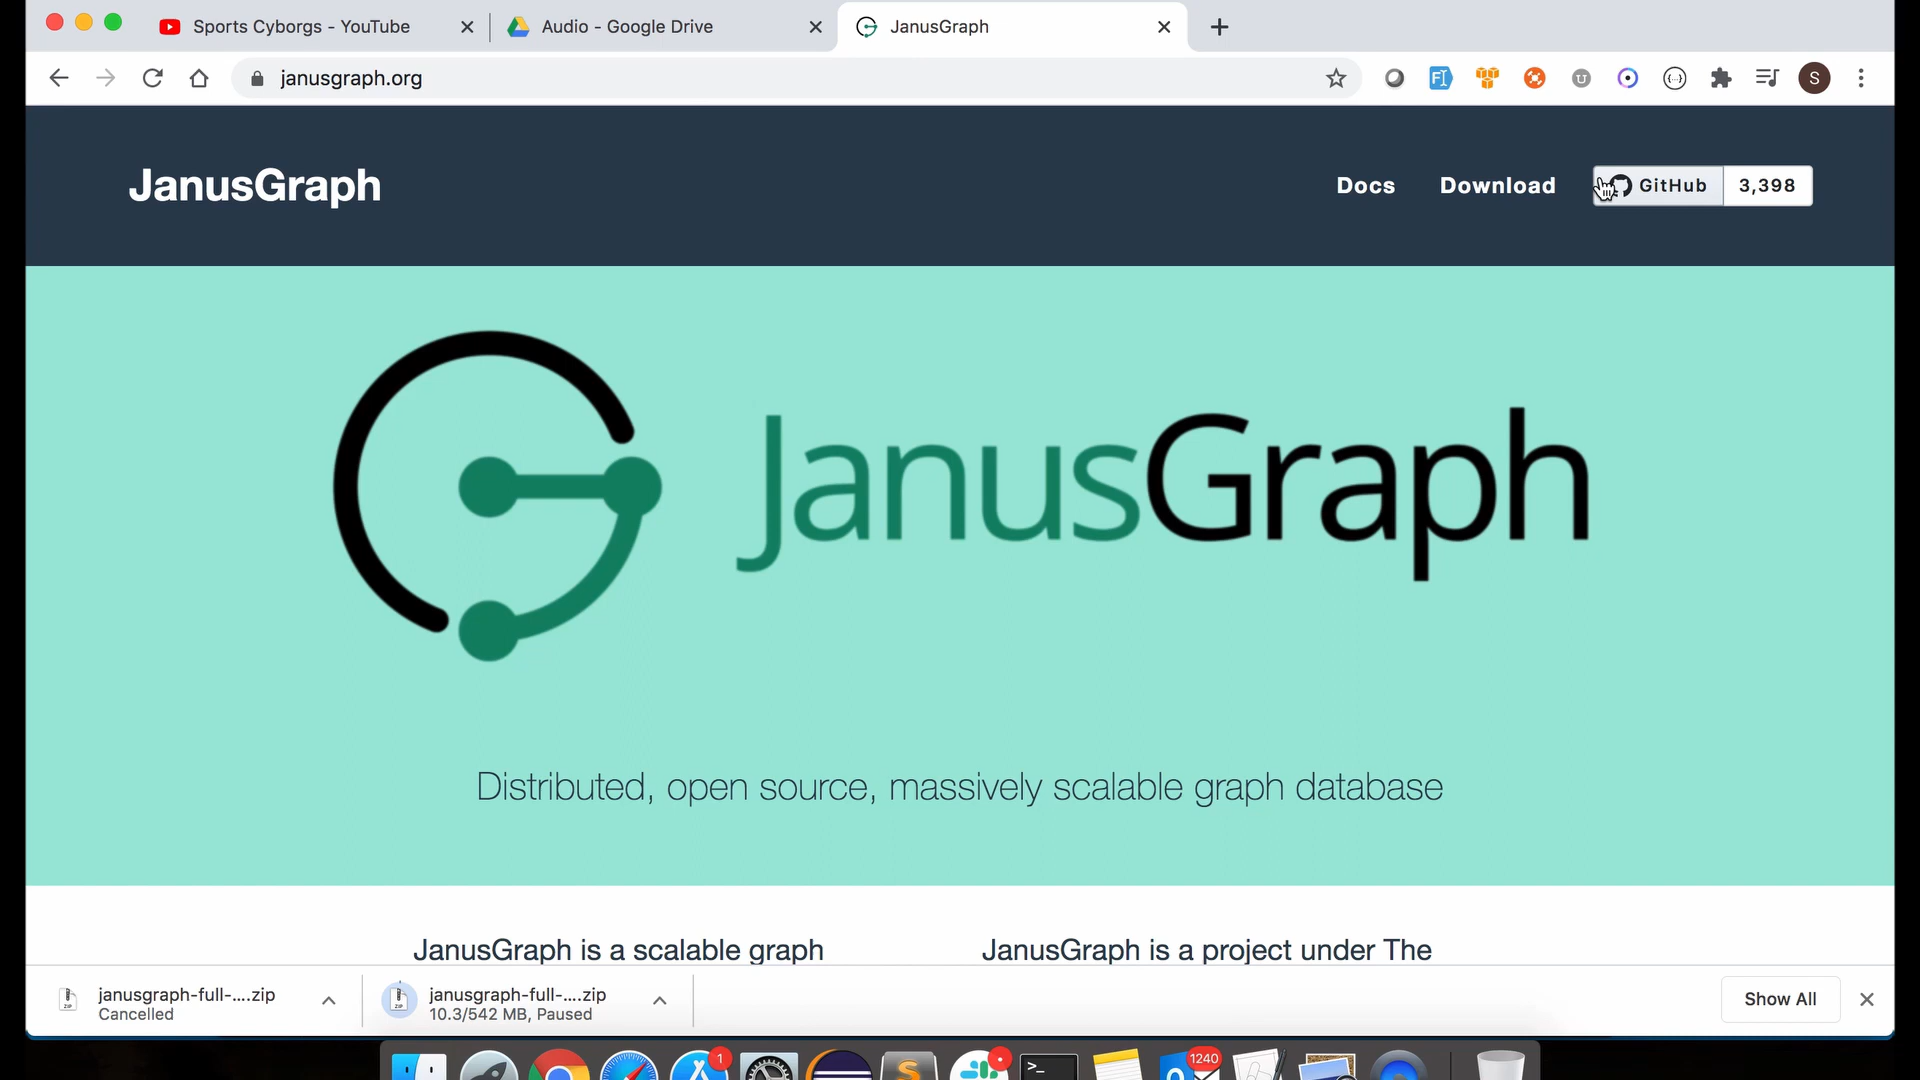 Sports Cyborgs - YouTube
Audio - Google Drive
JanusGraph
janusgraph.org
S
JanusGraph
Docs
Download
GitHub
3,398
JanusGraph
Distributed, open source, massively scalable graph database
JanusGraph is a scalable graph
JanusGraph is a project under The
janusgraph-full-....zip
Cancelled
janusgraph-full-....zip
10.3/542 MB, Paused
Show All
1
1240